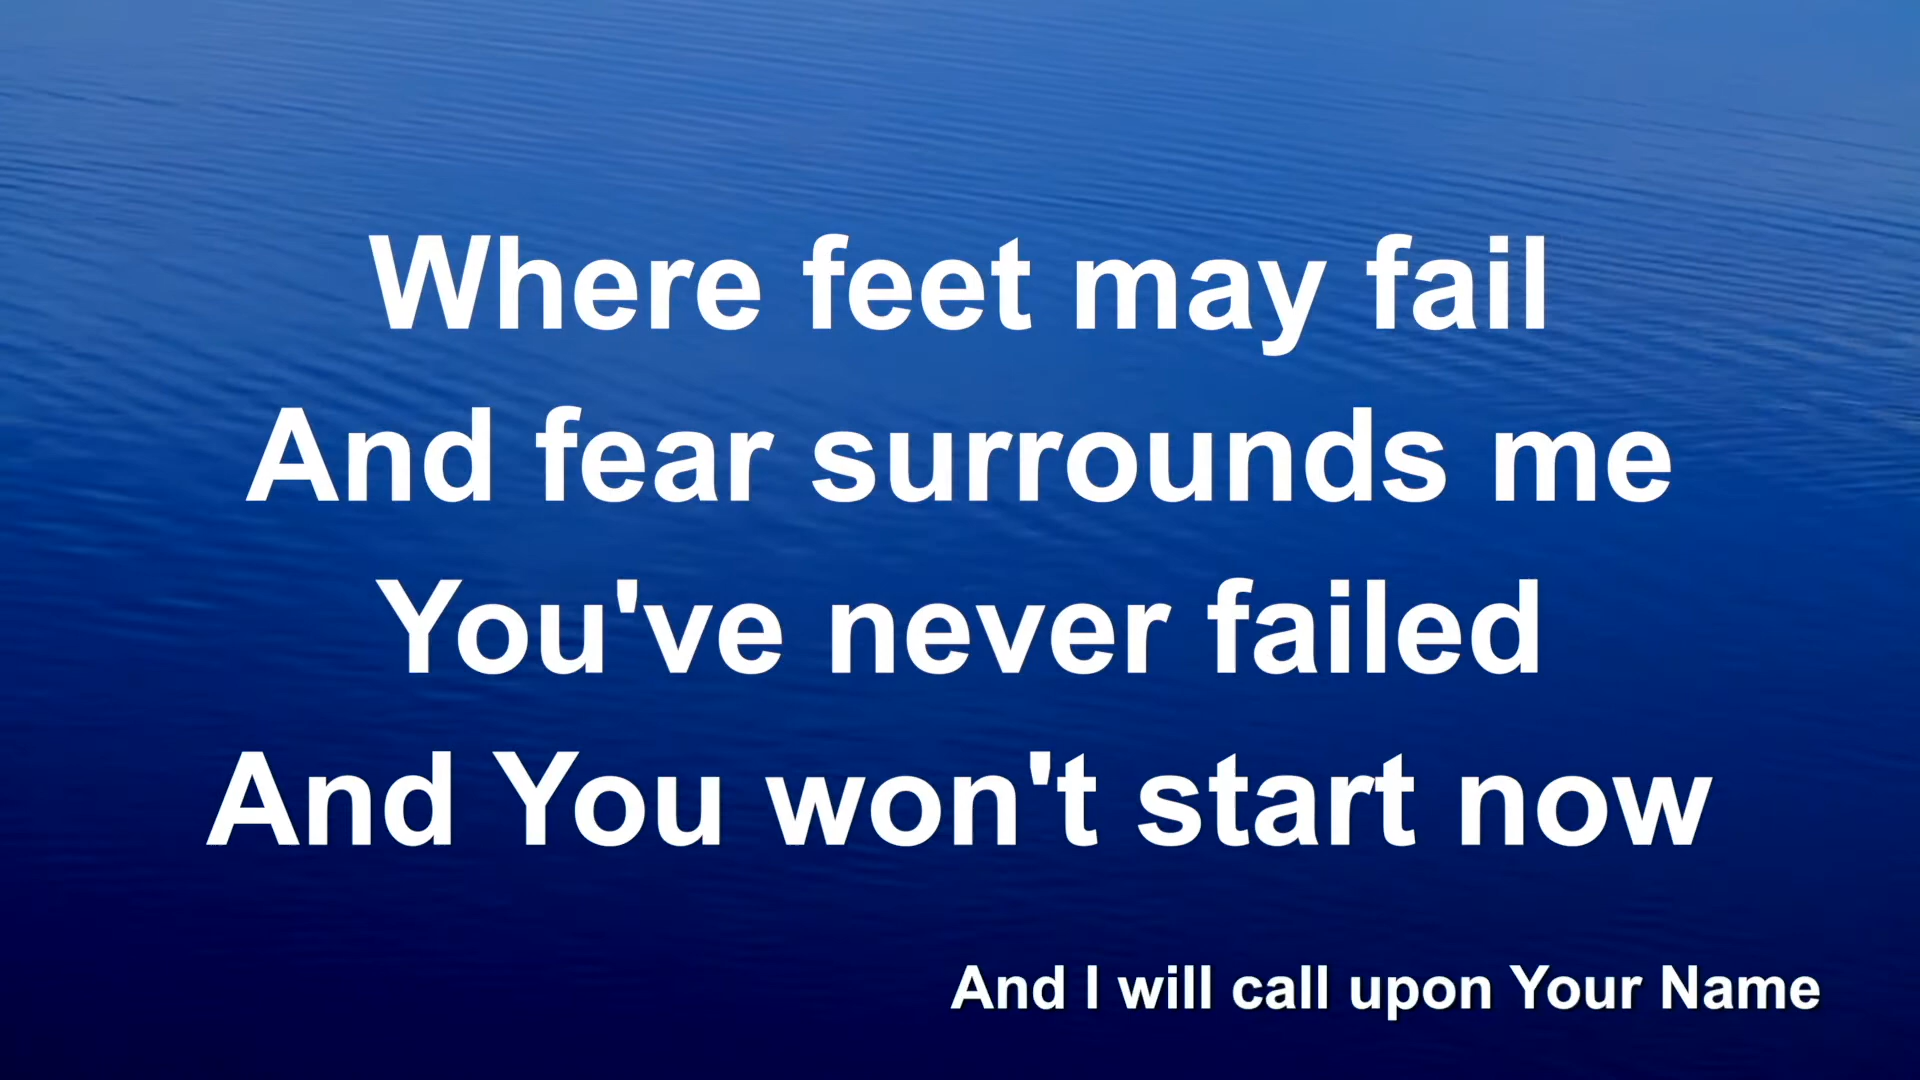 Where feet may fail
And fear surrounds me
You've never failed
And You won't start now
And I will call upon Your Name